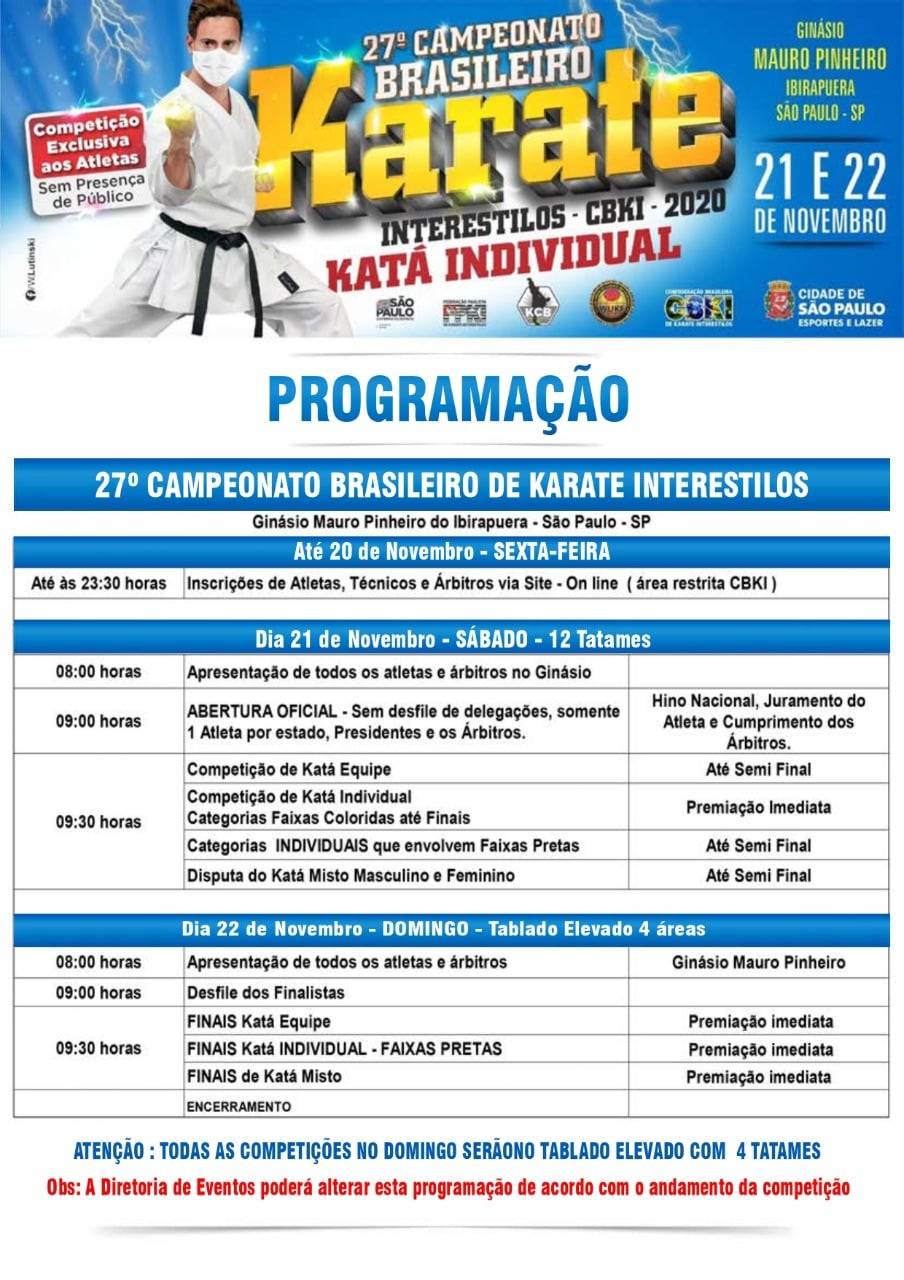 27º CAMPEONATO
BRASILEIRO
Karate
INTERESTILOS - CBKI - 2020
KATÁ INDIVIDUAL
Competição
Exclusiva
aos Atletas
Sem Presença
de Público
GINÁSIO
MAURO PINHEIRO
IBIRAPUERA
SÃO PAULO - SP
21 E 22
DE NOVEMBRO
/W.Lutinski
SÃO PAULO
FEDERAÇÃO PAULISTA
FPKI
KCB
WUKF
CONFEDERAÇÃO BRASILEIRA
CBKI
DE KARATE INTERESTILOS
CIDADE DE
SÃO PAULO
ESPORTES E LAZER
PROGRAMAÇÃO
27º CAMPEONATO BRASILEIRO DE KARATE INTERESTILOS
Ginásio Mauro Pinheiro do Ibirapuera - São Paulo - SP
Até 20 de Novembro - SEXTA-FEIRA
Até às 23:30 horas Inscrições de Atletas, Técnicos e Árbitros via Site - On line ( área restrita CBKI )
Dia 21 de Novembro - SÁBADO - 12 Tatames
08:00 horas Apresentação de todos os atletas e árbitros no Ginásio
09:00 horas
ABERTURA OFICIAL - Sem desfile de delegações, somente
1 Atleta por estado, Presidentes e os Árbitros.
Hino Nacional, Juramento do
Atleta e Cumprimento dos
Árbitros.
09:30 horas
Competição de Katá Equipe Até Semi Final
Competição de Katá Individual
Categorias Faixas Coloridas até Finais
Premiação Imediata
Categorias INDIVIDUAIS que envolvem Faixas Pretas Até Semi Final
Disputa do Katá Misto Masculino e Feminino Até Semi Final
Dia 22 de Novembro - DOMINGO - Tablado Elevado 4 áreas
08:00 horas Apresentação de todos os atletas e árbitros Ginásio Mauro Pinheiro
09:00 horas Desfile dos Finalistas
09:30 horas
FINAIS Katá Equipe Premiação imediata
FINAIS Katá INDIVIDUAL - FAIXAS PRETAS Premiação imediata
FINAIS de Katá Misto Premiação imediata
ENCERRAMENTO
ATENÇÃO : TODAS AS COMPETIÇÕES NO DOMINGO SERÃONO TABLADO ELEVADO COM 4 TATAMES
Obs: A Diretoria de Eventos poderá alterar esta programação de acordo com o andamento da competição